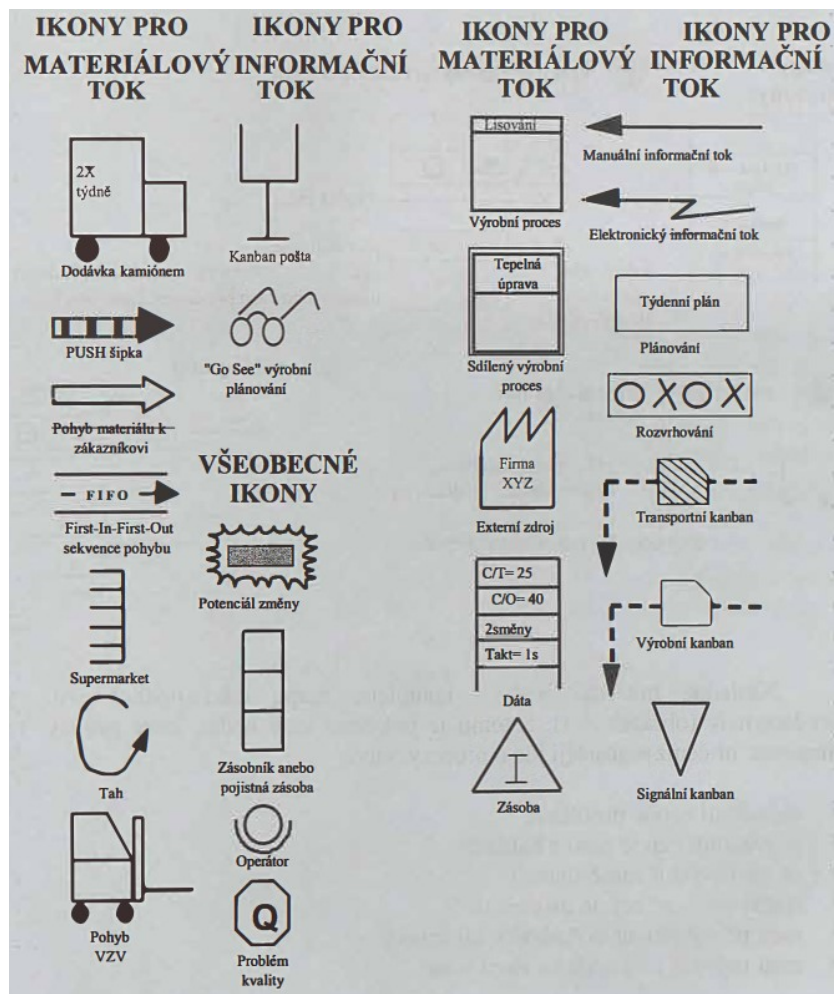 IKONY PRO
MATERIÁLOVÝ
TOK
2X
týdně
Dodávka kamiónem
PUSH šipka
Pohyb materiálu k
zákazníkovi
FIFO
First-In-First-Out
sekvence pohybu
Supermarket
Tah
Pohyb
VZV
IKONY PRO
INFORMAČNÍ
TOK
Kanban pošta
"Go See" výrobní
plánování
VŠEOBECNÉ
IKONY
Potenciál změny
Zásobník anebo
pojistná zásoba
Operátor
Q
Problém
kvality
IKONY PRO
MATERIÁLOVÝ
TOK
Lisování
Výrobní proces
Tepelná
úprava
Sdílený výrobní
proces
Firma
XYZ
Externí zdroj
C/T= 25
C/O= 40
2směny
Takt= 1s
Dáta
I
Zásoba
IKONY PRO
INFORMAČNÍ
TOK
Manuální informační tok
Elektronický informační tok
Týdenní plán
Plánování
OXOX
Rozvrhování
Transportní kanban
Výrobní kanban
Signální kanban